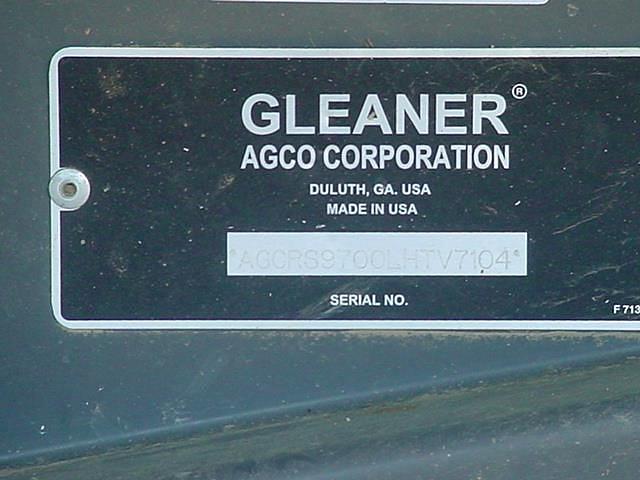 GLEANER®
AGCO CORPORATION
DULUTH, GA. USA
MADE IN USA
*AGCRS9700LHTV7104*
SERIAL NO.
F 713